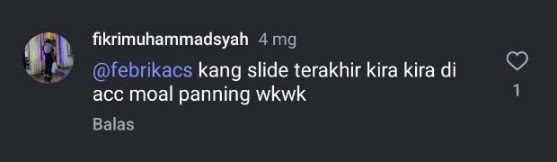 fikrimuhammadsyah 4 mg
@febrikacs kang slide terakhir kira kira di
acc moal panning wkwk
1
Balas